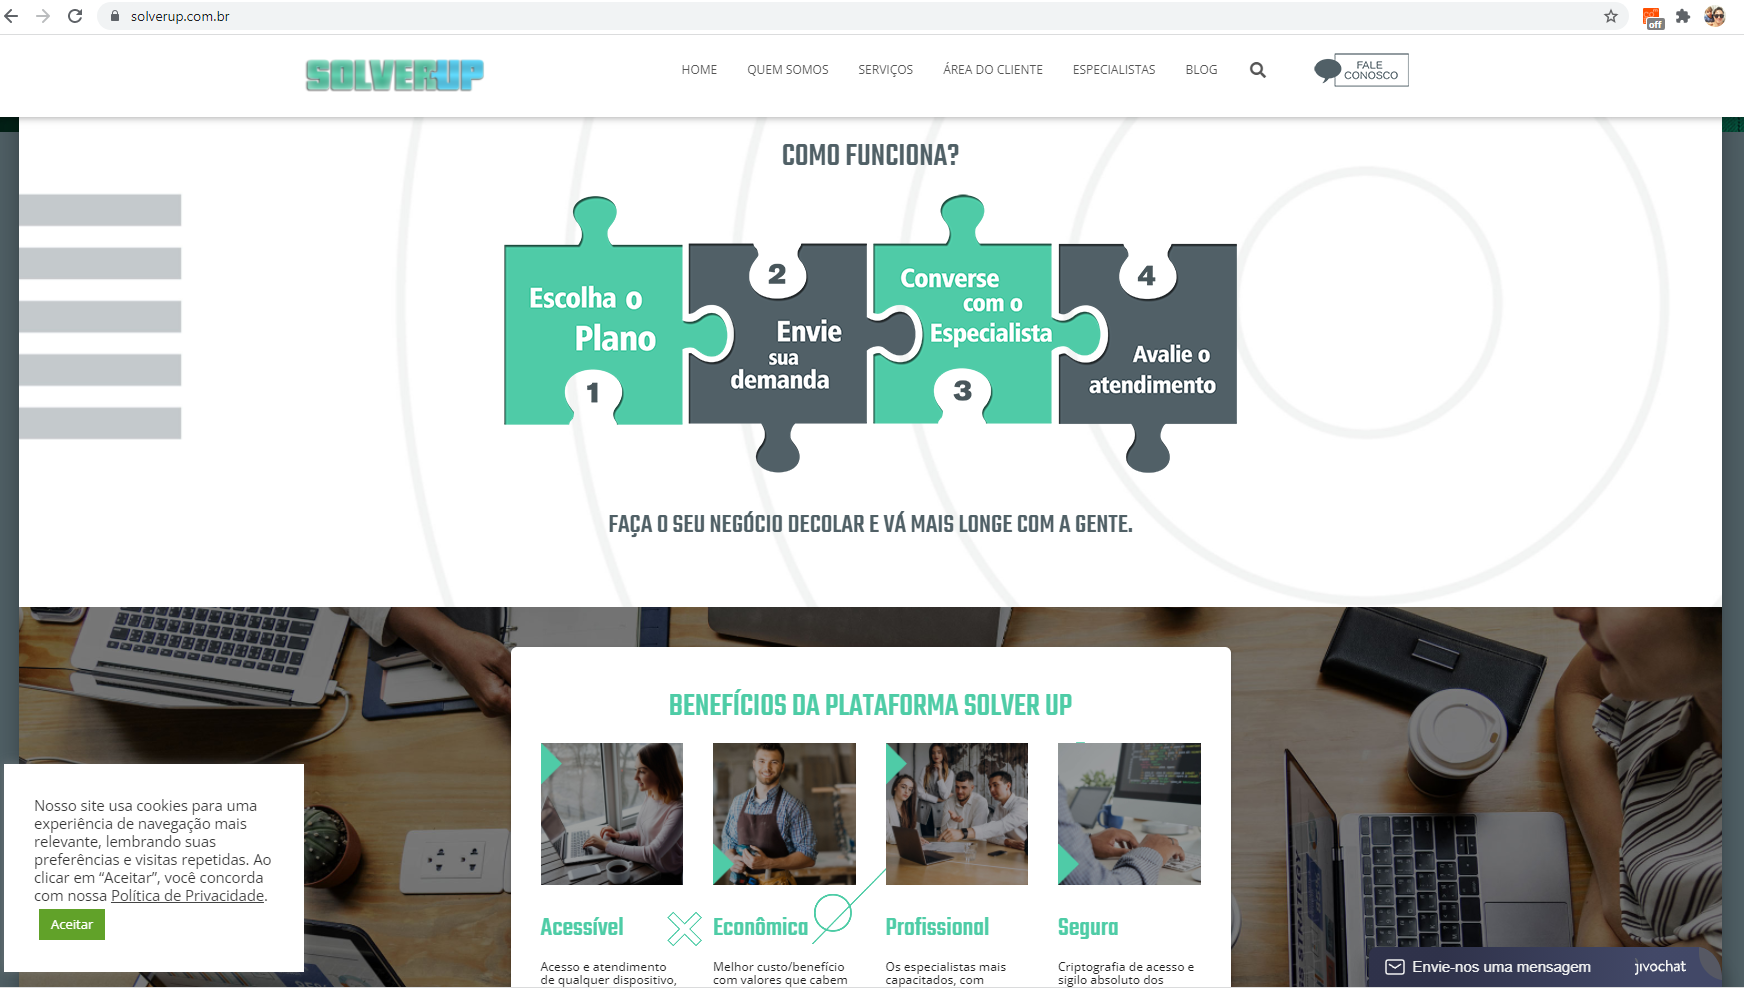 solverup.com.br
off
SOLVERUP
HOME
QUEM SOMOS
SERVIÇOS
ÁREA DO CLIENTE
ESPECIALISTAS
BLOG
FALE
CONOSCO
COMO FUNCIONA?
Escolha o
Plano
1
2
Envie
sua
demanda
Converse
com o
Especialista
3
4
Avalie o
atendimento
FAÇA O SEU NEGÓCIO DECOLAR E VÁ MAIS LONGE COM A GENTE.
BENEFÍCIOS DA PLATAFORMA SOLVER UP
Acessível
Acesso e atendimento
de qualquer dispositivo,
Econômica
Melhor custo/benefício
com valores que cabem
Profissional
Os especialistas mais
capacitados, com
Segura
Criptografia de acesso e
sigilo absoluto dos
Nosso site usa cookies para uma
experiência de navegação mais
relevante, lembrando suas
preferências e visitas repetidas. Ao
clicar em “Aceitar”, você concorda
com nossa Política de Privacidade.
Aceitar
Envie-nos uma mensagem
jivochat